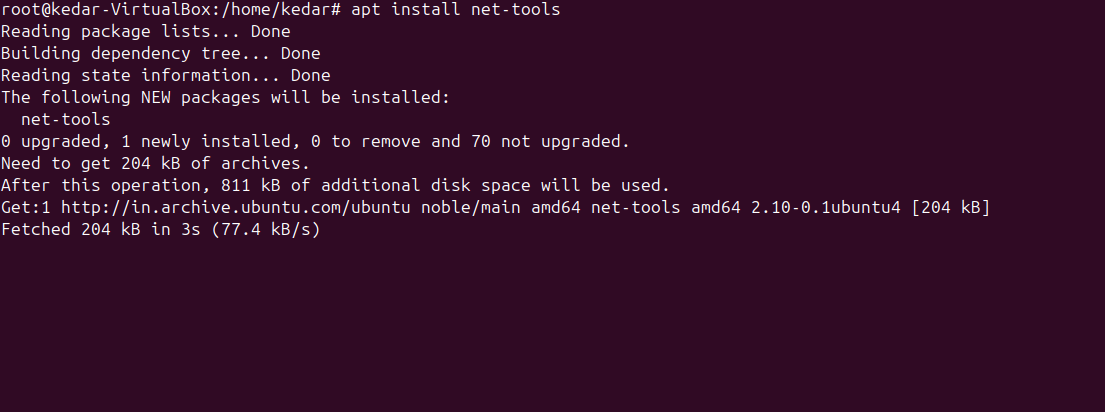 root@kedar-VirtualBox:/home/kedar# apt install net-tools
Reading package lists... Done
Building dependency tree... Done
Reading state information... Done
The following NEW packages will be installed:
  net-tools
0 upgraded, 1 newly installed, 0 to remove and 70 not upgraded.
Need to get 204 kB of archives.
After this operation, 811 kB of additional disk space will be used.
Get:1 http://in.archive.ubuntu.com/ubuntu noble/main amd64 net-tools amd64 2.10-0.1ubuntu4 [204 kB]
Fetched 204 kB in 3s (77.4 kB/s)